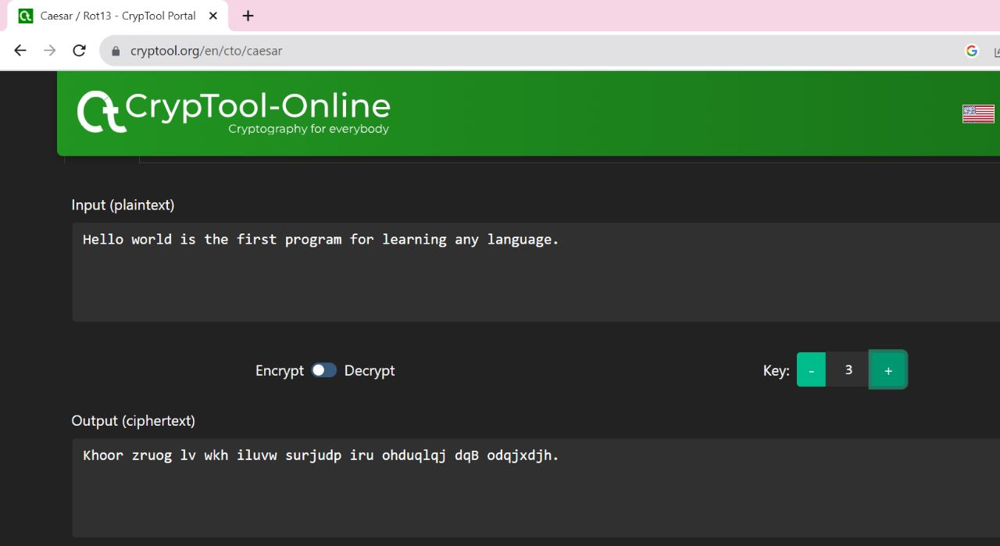 Caesar / Rot13 - CrypTool Portal
cryptool.org/en/cto/caesar
CrypTool-Online
Cryptography for everybody
Input (plaintext)
Hello world is the first program for learning any language.
Encrypt Decrypt Key: - 3 +
Output (ciphertext)
Khoor zruog lv wkh iluvw surjudp iru ohduqlqj dqB odqjxdjh.